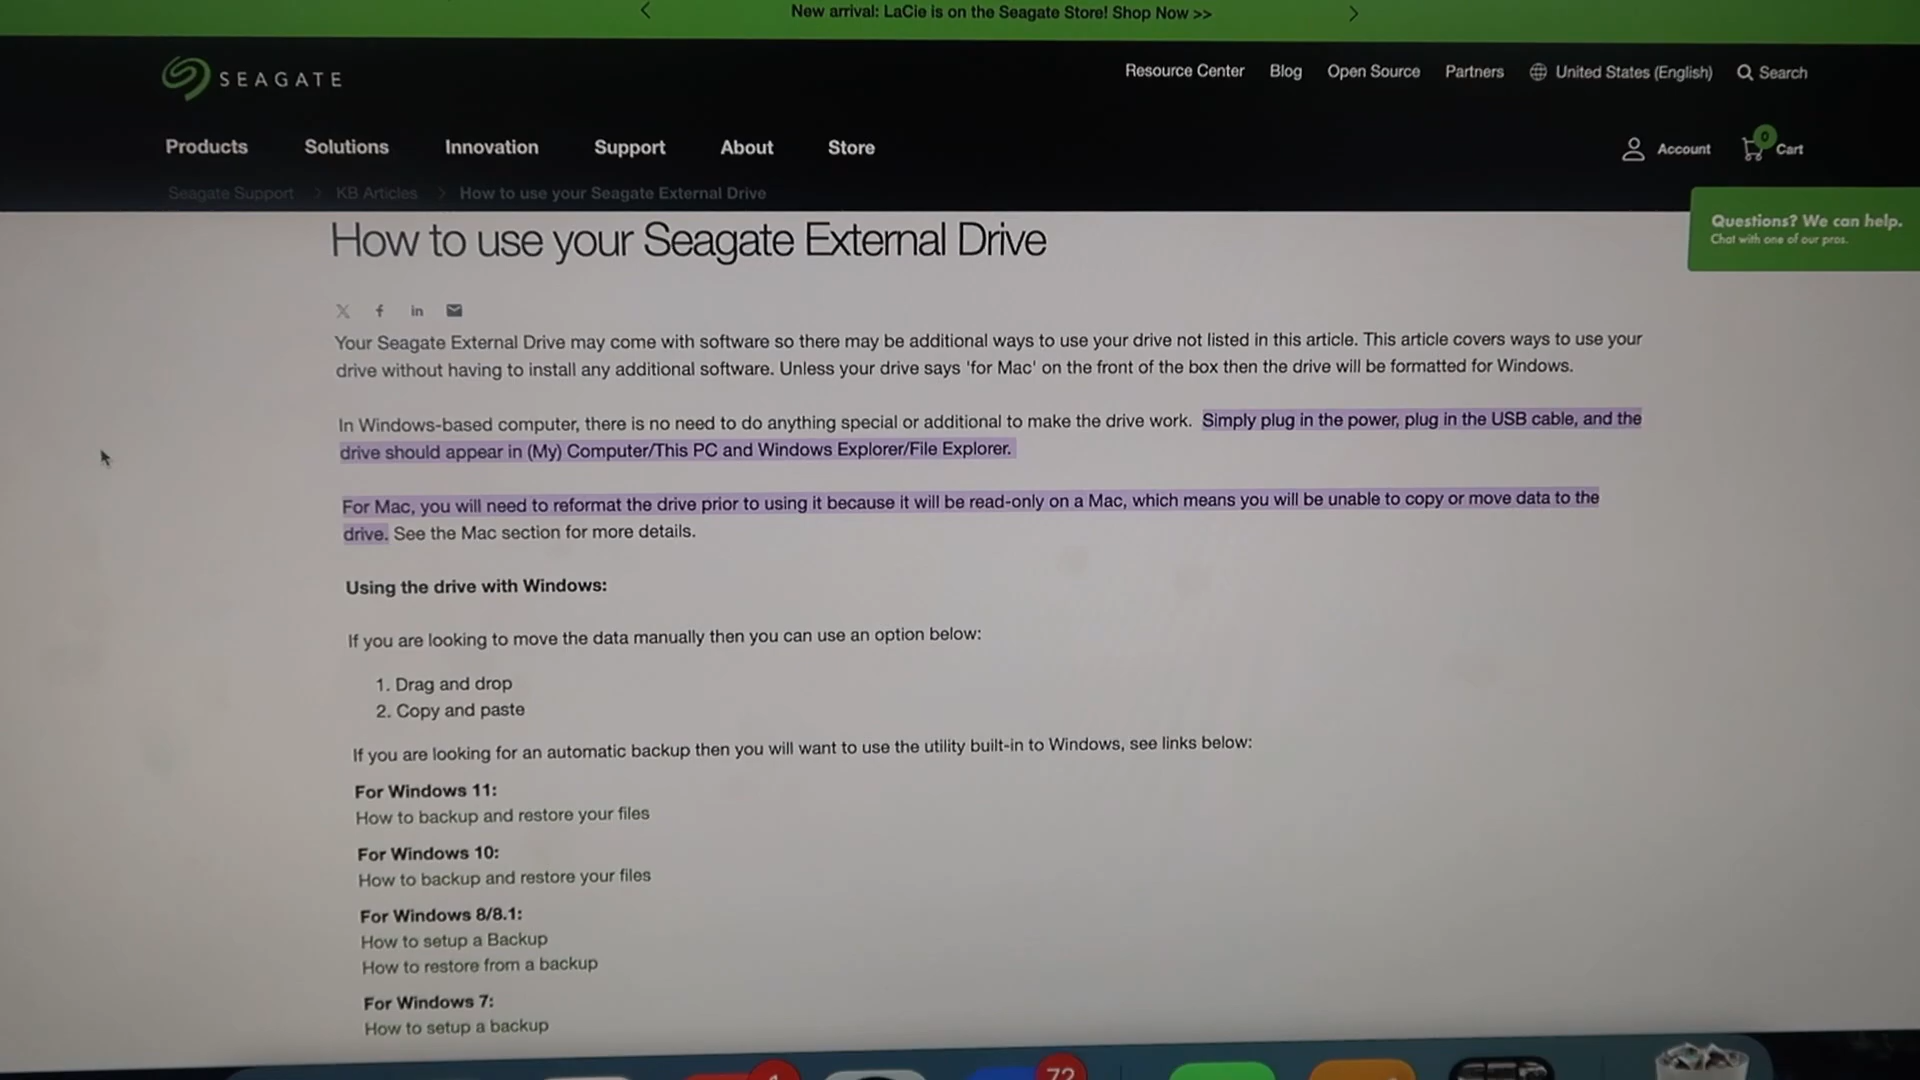 New arrival: LaCie is on the Seagate Store! Shop Now >>
SEAGATE
Resource Center Blog Open Source Partners United States (English) Search
Products Solutions Innovation Support About Store
Account 0 Cart
Seagate Support > KB Articles > How to use your Seagate External Drive
Questions? We can help.
Chat with one of our pros.
How to use your Seagate External Drive
Your Seagate External Drive may come with software so there may be additional ways to use your drive not listed in this article. This article covers ways to use your
drive without having to install any additional software. Unless your drive says 'for Mac' on the front of the box then the drive will be formatted for Windows.
In Windows-based computer, there is no need to do anything special or additional to make the drive work. Simply plug in the power, plug in the USB cable, and the
drive should appear in (My) Computer/This PC and Windows Explorer/File Explorer.
For Mac, you will need to reformat the drive prior to using it because it will be read-only on a Mac, which means you will be unable to copy or move data to the
drive. See the Mac section for more details.
Using the drive with Windows:
If you are looking to move the data manually then you can use an option below:
1. Drag and drop
2. Copy and paste
If you are looking for an automatic backup then you will want to use the utility built-in to Windows, see links below:
For Windows 11:
How to backup and restore your files
For Windows 10:
How to backup and restore your files
For Windows 8/8.1:
How to setup a Backup
How to restore from a backup
For Windows 7:
How to setup a backup
72